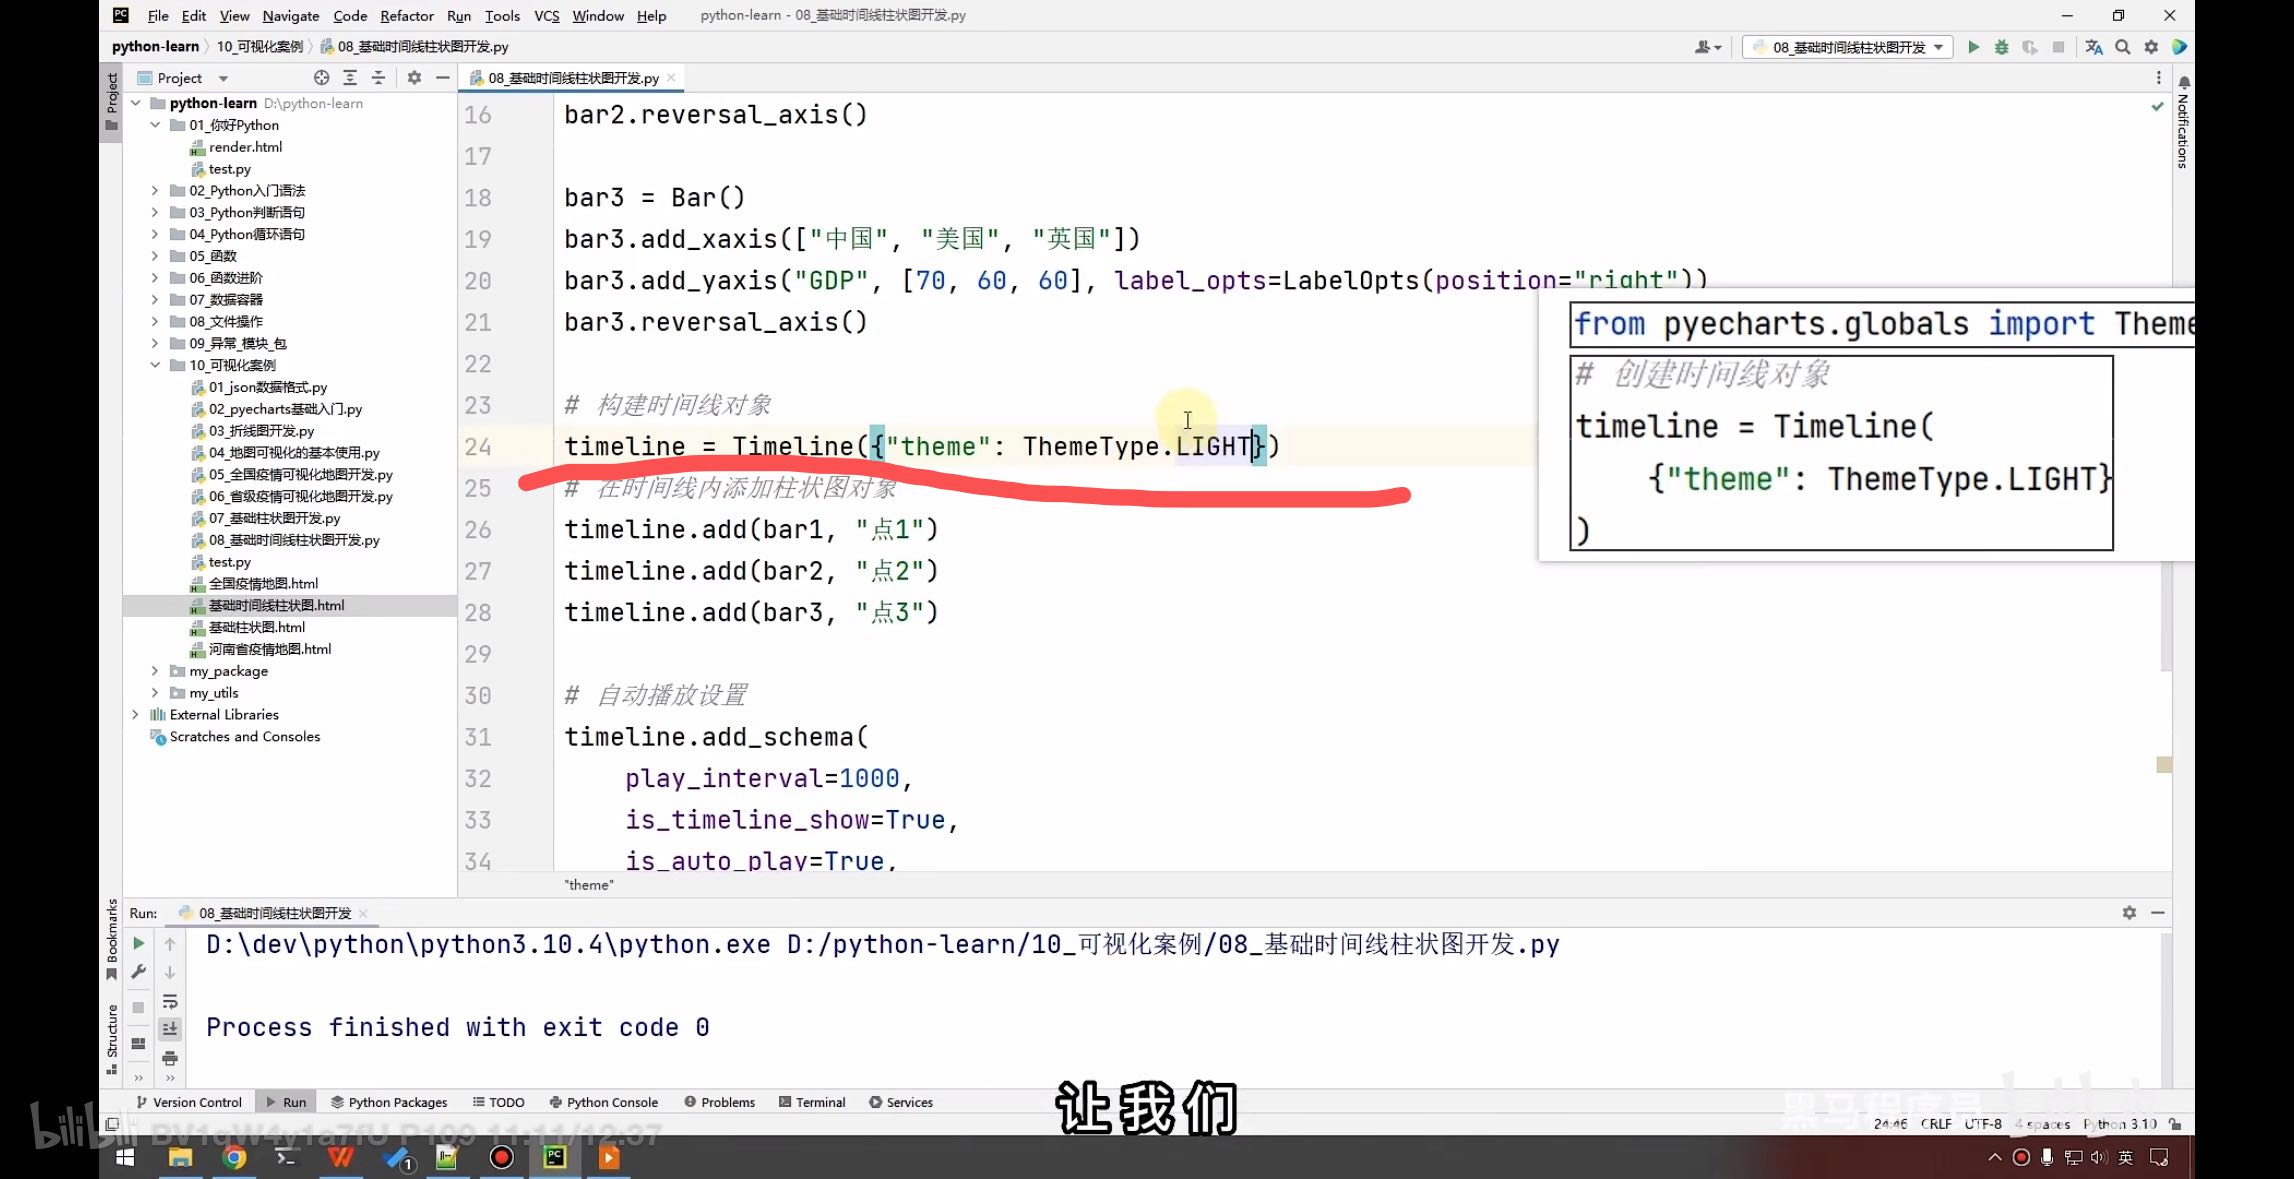 File Edit View Navigate Code Refactor Run Tools VCS Window Help python-learn - 08_基础时间线柱状图开发.py
python-learn 10_可视化案例 08_基础时间线柱状图开发.py
08_基础时间线柱状图开发
Project
Project
python-learn D:\python-learn
01_你好Python
render.html
test.py
02_Python入门语法
03_Python判断语句
04_Python循环语句
05_函数
06_函数进阶
07_数据容器
08_文件操作
09_异常_模块_包
10_可视化案例
01_json数据格式.py
02_pyecharts基础入门.py
03_折线图开发.py
04_地图可视化的基本使用.py
05_全国疫情可视化地图开发.py
06_省级疫情可视化地图开发.py
07_基础柱状图开发.py
08_基础时间线柱状图开发.py
test.py
全国疫情地图.html
基础时间线柱状图.html
基础柱状图.html
河南省疫情地图.html
my_package
my_utils
External Libraries
Scratches and Consoles
08_基础时间线柱状图开发.py
16 bar2.reversal_axis()
17
18 bar3 = Bar()
19 bar3.add_xaxis(["中国", "美国", "英国"])
20 bar3.add_yaxis("GDP", [70, 60, 60], label_opts=LabelOpts(position="right"))
21 bar3.reversal_axis()
22
23 # 构建时间线对象
24 timeline = Timeline({"theme": ThemeType.LIGHT})
25 # 在时间线内添加柱状图对象
26 timeline.add(bar1, "点1")
27 timeline.add(bar2, "点2")
28 timeline.add(bar3, "点3")
29
30 # 自动播放设置
31 timeline.add_schema(
32 play_interval=1000,
33 is_timeline_show=True,
34 is_auto_play=True,
"theme"
from pyecharts.globals import Theme
# 创建时间线对象
timeline = Timeline(
{"theme": ThemeType.LIGHT}
)
Notifications
Bookmarks
Structure
Run: 08_基础时间线柱状图开发
D:\dev\python\python3.10.4\python.exe D:/python-learn/10_可视化案例/08_基础时间线柱状图开发.py
Process finished with exit code 0
Version Control Run Python Packages TODO Python Console Problems Terminal Services
让我们
黑马程序员
24:46 CRLF UTF-8 4 spaces Python 3.10
bilibili BV1qW4y1a7fU P109 11:11/12:37
1
英